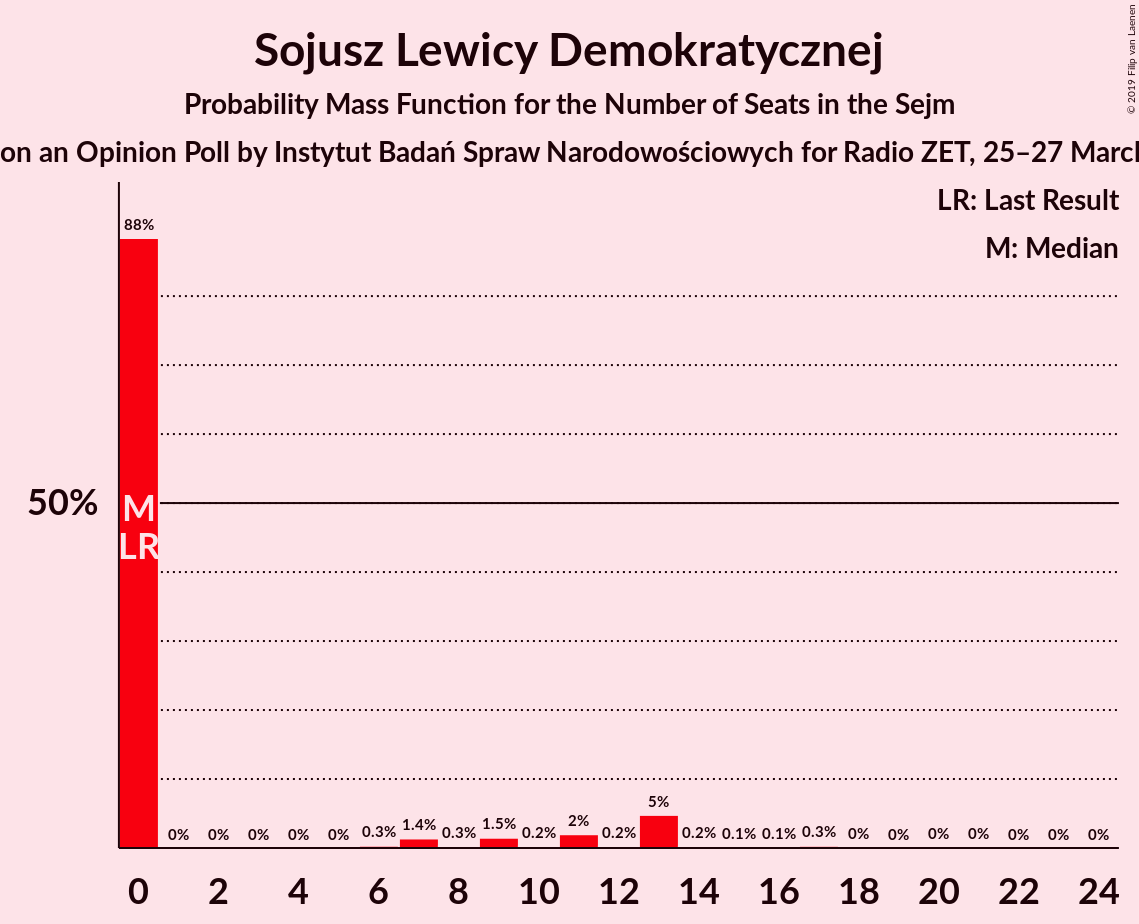 Sojusz Lewicy Demokratycznej
Probability Mass Function for the Number of Seats in the Sejm
on an Opinion Poll by Instytut Badań Spraw Narodowościowych for Radio ZET, 25–27 March
© 2019 Filip van Laenen
LR: Last Result
M: Median
50%
M
LR
88%
0%
0%
0%
0%
0%
0.3%
1.4%
0.3%
1.5%
0.2%
2%
0.2%
5%
0.2%
0.1%
0.1%
0.3%
0%
0%
0%
0%
0%
0%
0%
0 2 4 6 8 10 12 14 16 18 20 22 24